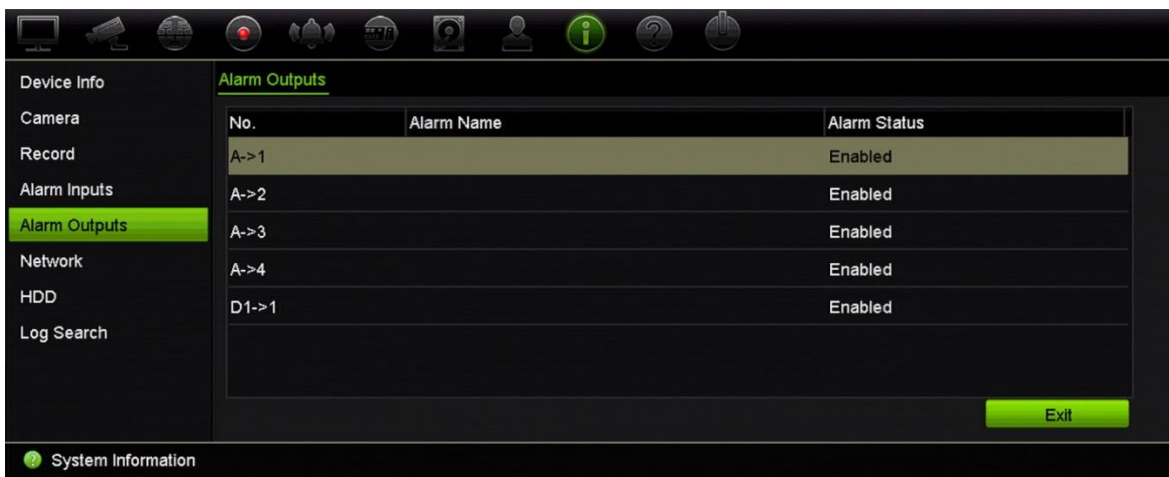 Device Info
Camera
Record
Alarm Inputs
Alarm Outputs
Network
HDD
Log Search
Alarm Outputs
No. Alarm Name Alarm Status
A->1 Enabled
A->2 Enabled
A->3 Enabled
A->4 Enabled
D1->1 Enabled
Exit
System Information